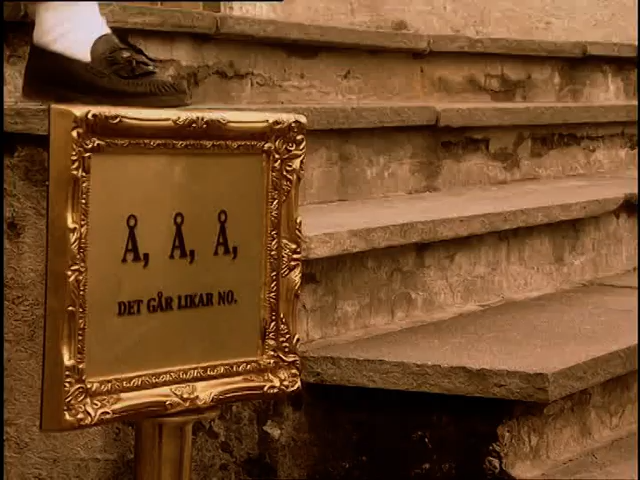 Å, Å, Å,
DET GÅR LIKAR NO.